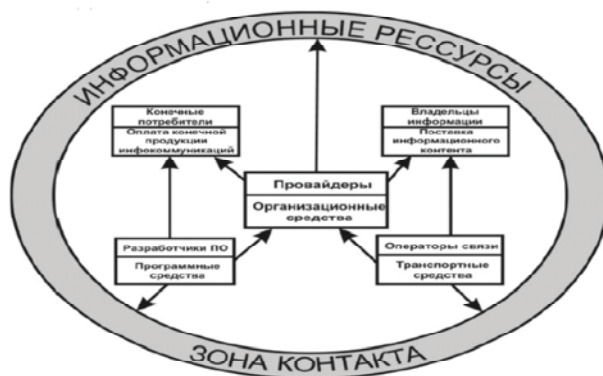 ИНФОРМАЦИОННЫЕ РЕССУРСЫ
Конечные
потребители
Оплата конечной
продукции
инфокоммуникаций
Владельцы
информации
Поставка
информационного
контента
Провайдеры
Организационные
средства
Разработчики ПО
Программные
средства
Операторы связи
Транспортные
средства
ЗОНА КОНТАКТА